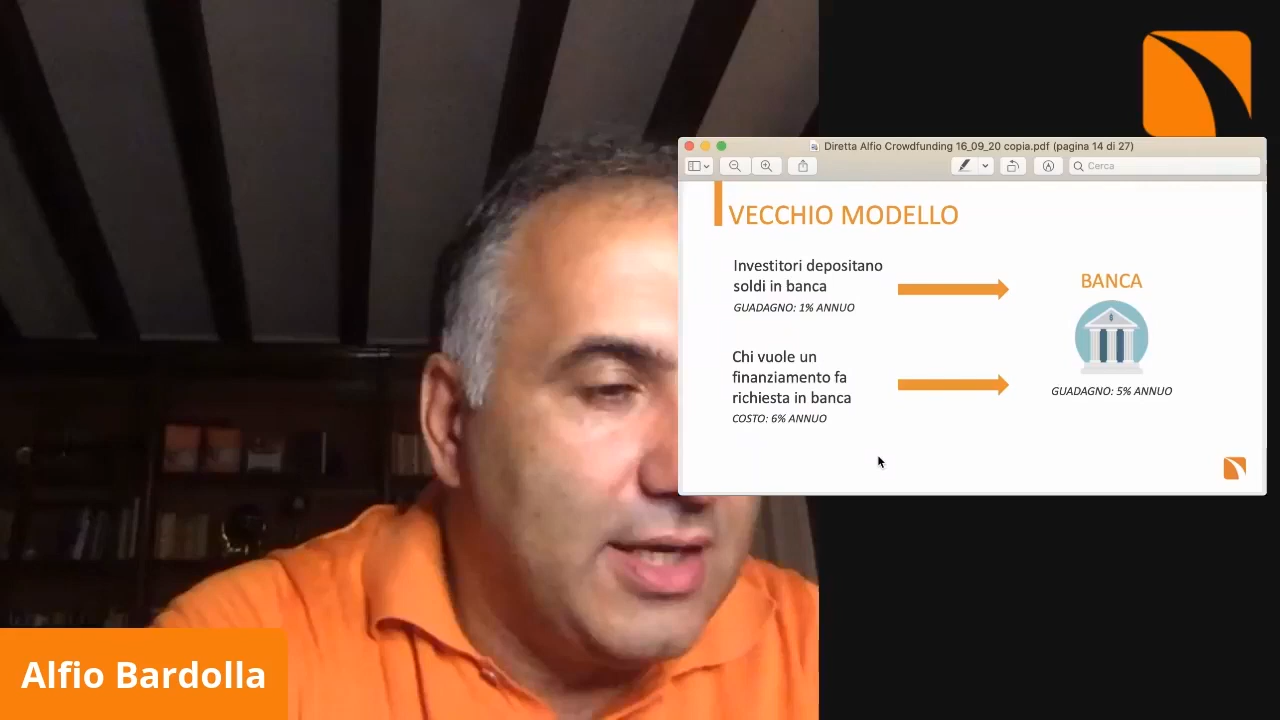 Diretta Alfio Crowdfunding 16_09_20 copia.pdf (pagina 14 di 27)
Cerca
VECCHIO MODELLO
Investitori depositano
soldi in banca
GUADAGNO: 1% ANNUO
Chi vuole un
finanziamento fa
richiesta in banca
COSTO: 6% ANNUO
BANCA
GUADAGNO: 5% ANNUO
Alfio Bardolla